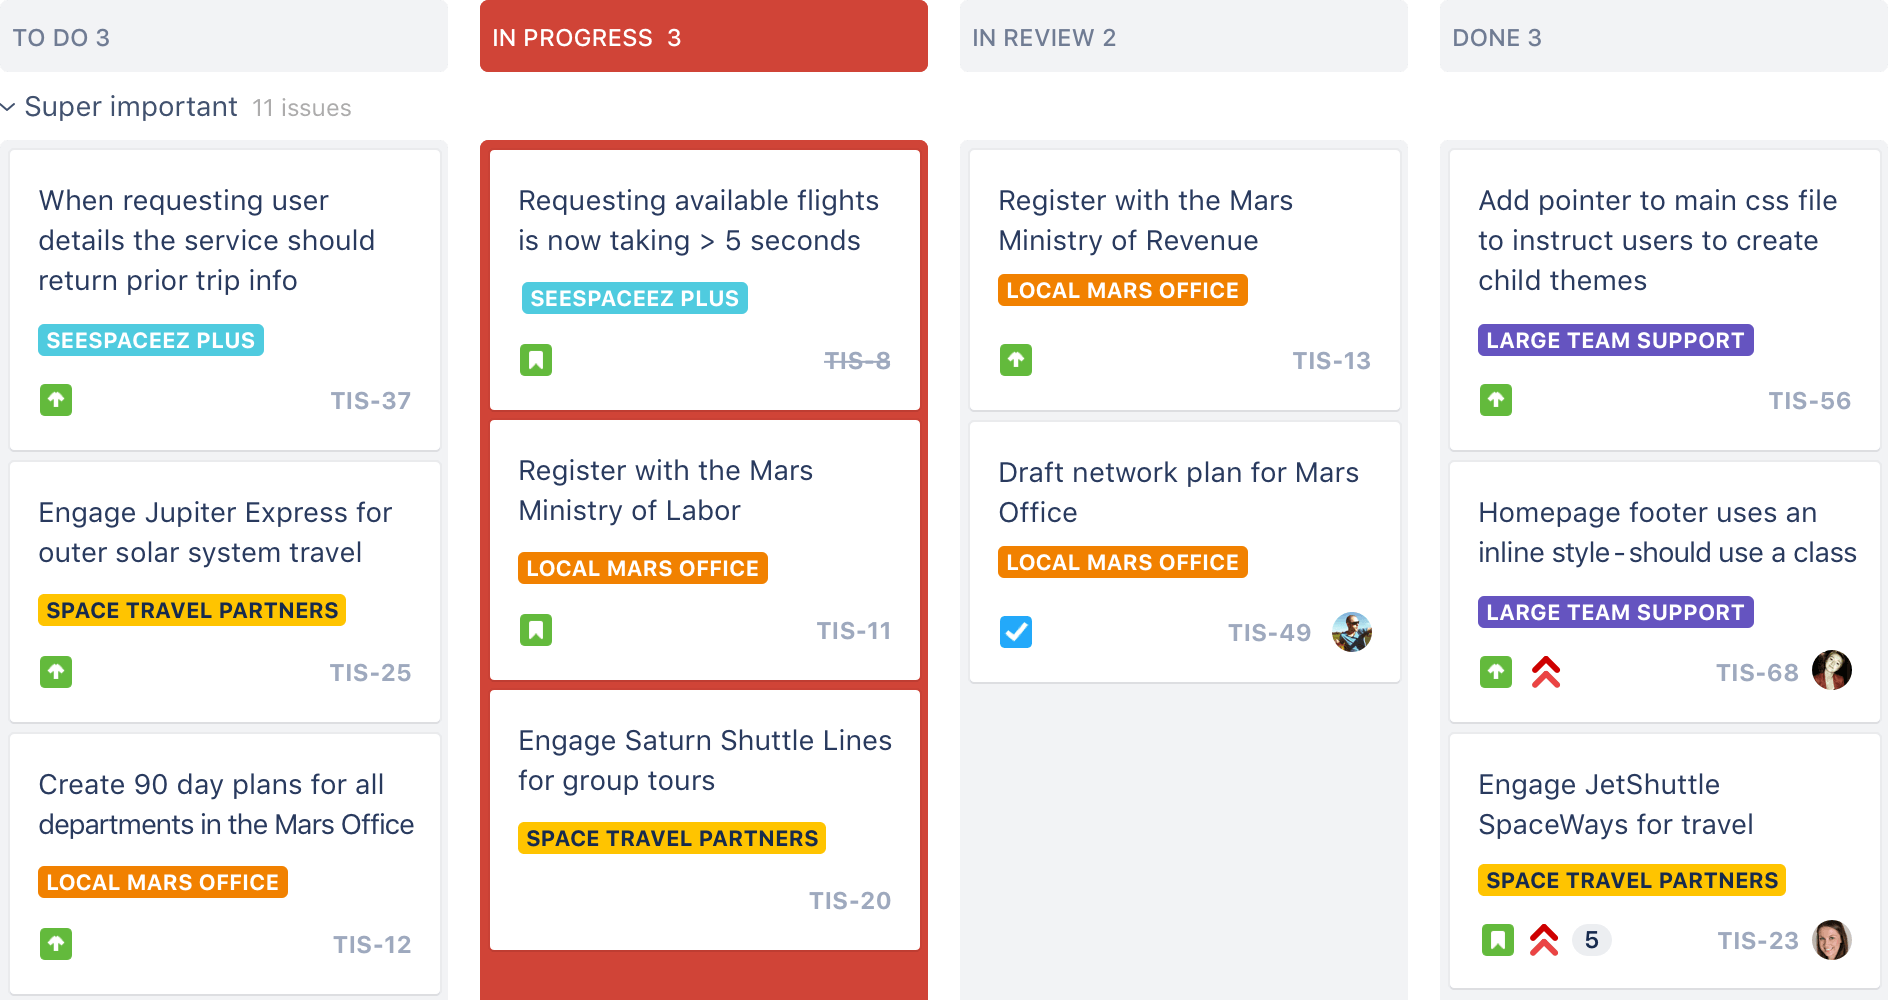 TO DO 3
IN PROGRESS 3
IN REVIEW 2
DONE 3
Super important 11 issues
When requesting user
details the service should
return prior trip info
SEESPACEEZ PLUS
TIS-37
Engage Jupiter Express for
outer solar system travel
SPACE TRAVEL PARTNERS
TIS-25
Create 90 day plans for all
departments in the Mars Office
LOCAL MARS OFFICE
TIS-12
Requesting available flights
is now taking > 5 seconds
SEESPACEEZ PLUS
TIS-8
Register with the Mars
Ministry of Labor
LOCAL MARS OFFICE
TIS-11
Engage Saturn Shuttle Lines
for group tours
SPACE TRAVEL PARTNERS
TIS-20
Register with the Mars
Ministry of Revenue
LOCAL MARS OFFICE
TIS-13
Draft network plan for Mars
Office
LOCAL MARS OFFICE
TIS-49
Add pointer to main css file
to instruct users to create
child themes
LARGE TEAM SUPPORT
TIS-56
Homepage footer uses an
inline style-should use a class
LARGE TEAM SUPPORT
TIS-68
Engage JetShuttle
SpaceWays for travel
SPACE TRAVEL PARTNERS
5 TIS-23